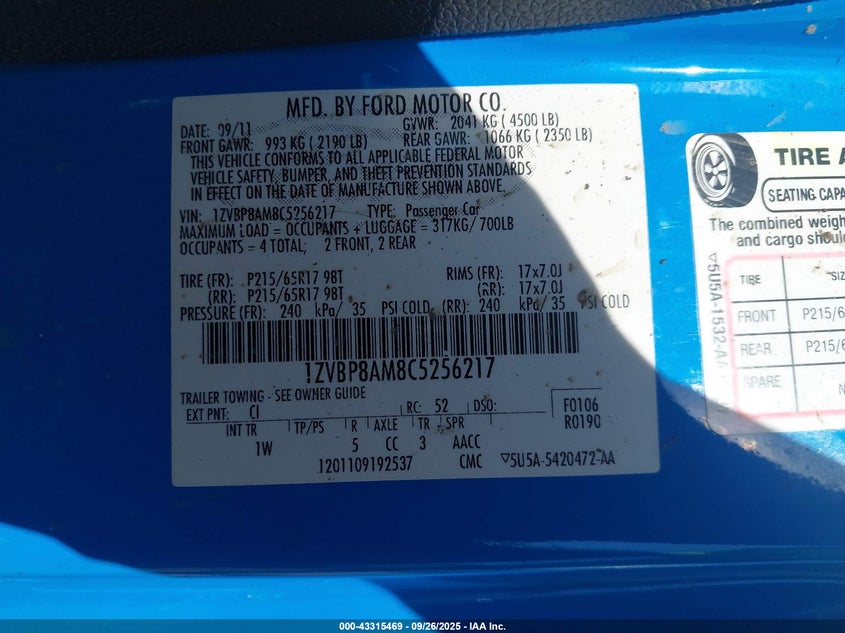 MFD. BY FORD MOTOR CO.
DATE: 09/11 GVWR: 2041 KG ( 4500 LB)
FRONT GAWR: 993 KG ( 2190 LB) REAR GAWR: 1066 KG ( 2350 LB)
THIS VEHICLE CONFORMS TO ALL APPLICABLE FEDERAL MOTOR
VEHICLE SAFETY, BUMPER, AND THEFT PREVENTION STANDARDS
IN EFFECT ON THE DATE OF MANUFACTURE SHOWN ABOVE.
VIN: 1ZVBP8AM8C5256217 TYPE: Passenger Car
MAXIMUM LOAD = OCCUPANTS + LUGGAGE = 317KG/ 700LB
OCCUPANTS = 4 TOTAL; 2 FRONT, 2 REAR
TIRE (FR): P215/65R17 98T RIMS (FR): 17x7.0J
(RR): P215/65R17 98T (RR): 17x7.0J
PRESSURE (FR): 240 kPa/ 35 PSI COLD (RR): 240 kPa/ 35 PSI COLD
1ZVBP8AM8C5256217
TRAILER TOWING - SEE OWNER GUIDE
EXT PNT: CI RC: 52 DSO: F0106
R0190
INT TR TP/PS R AXLE TR SPR
1W 5 CC 3 AACC
1201109192537 CMC ▽5U5A-5420472-AA
TIRE A
SEATING CAPA
The combined weigh
and cargo shoul
▽5U5A-1532-AA
TIRE SIZ
FRONT P215/6
REAR P215/6
SPARE N
000-43315469 - 09/26/2025 - IAA Inc.